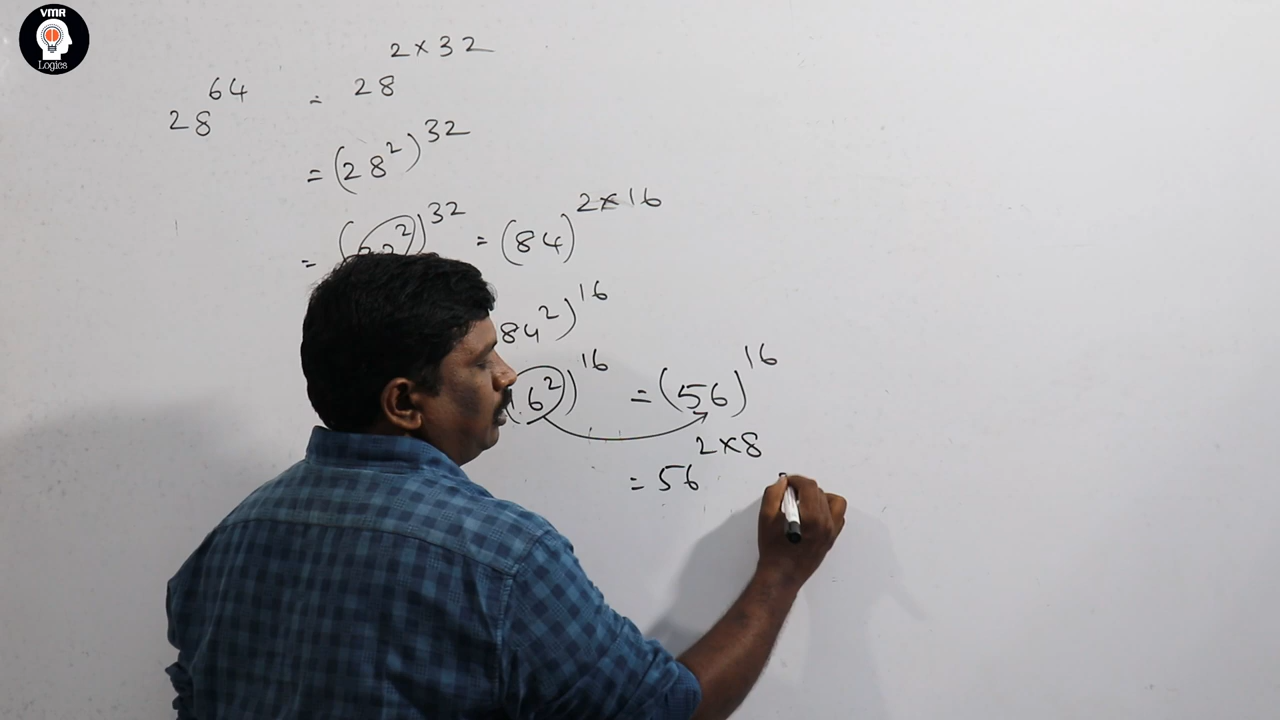 VMR
Logics
28^64 = 28^(2×32)
= (28^2)^32
= ( ^2)^32 = (84)^(2×16)
84^2)^16
6^2)^16 = (56)^16
= 56^(2×8)